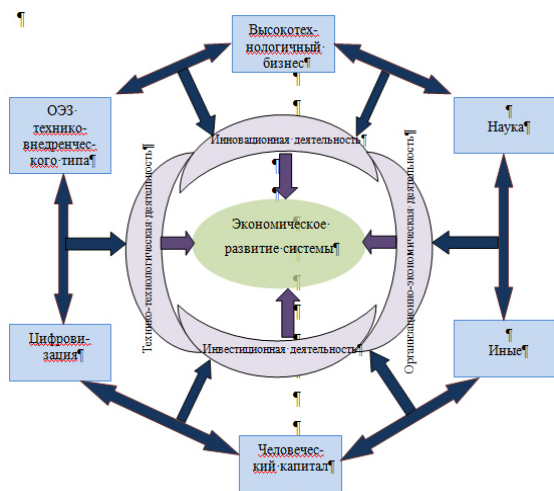 Высокотех-
нологичный
бизнес
ОЭЗ
технико-
внедренчес-
кого типа
Наука
Инновационная деятельность
Технико-технологическая деятельность
Экономическое
развитие системы
Организационно-экономическая деятельность
Инвестиционная деятельность
Цифрови-
зация
Иные
Человечес-
кий капитал